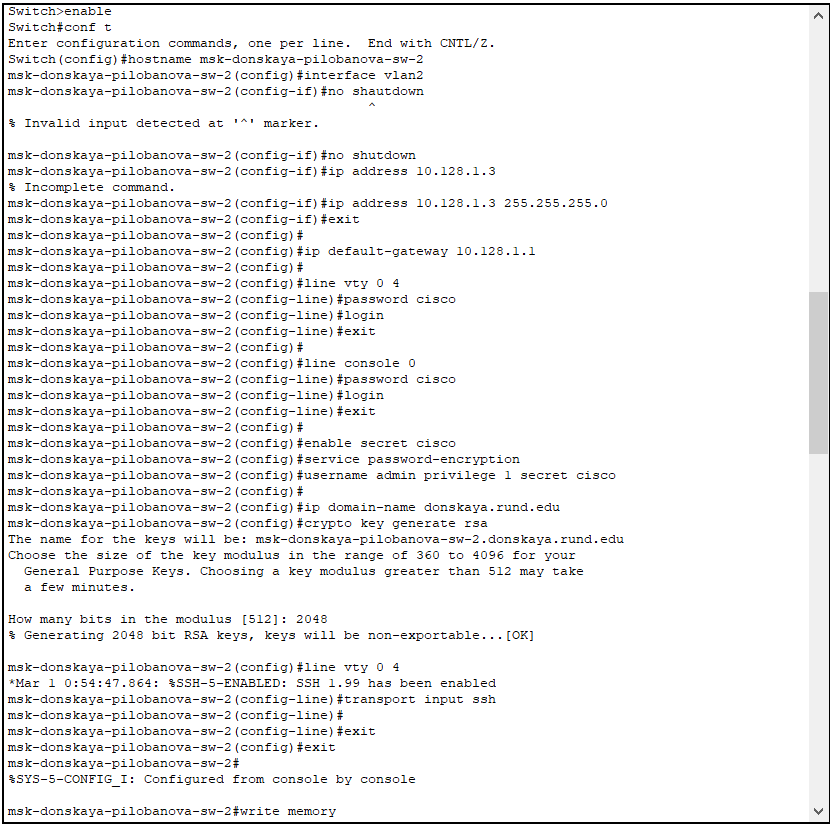 Switch>enable
Switch#conf t
Enter configuration commands, one per line.  End with CNTL/Z.
Switch(config)#hostname msk-donskaya-pilobanova-sw-2
msk-donskaya-pilobanova-sw-2(config)#interface vlan2
msk-donskaya-pilobanova-sw-2(config-if)#no shautdown
^
% Invalid input detected at '^' marker.

msk-donskaya-pilobanova-sw-2(config-if)#no shutdown
msk-donskaya-pilobanova-sw-2(config-if)#ip address 10.128.1.3
% Incomplete command.
msk-donskaya-pilobanova-sw-2(config-if)#ip address 10.128.1.3 255.255.255.0
msk-donskaya-pilobanova-sw-2(config-if)#exit
msk-donskaya-pilobanova-sw-2(config)#
msk-donskaya-pilobanova-sw-2(config)#ip default-gateway 10.128.1.1
msk-donskaya-pilobanova-sw-2(config)#
msk-donskaya-pilobanova-sw-2(config)#line vty 0 4
msk-donskaya-pilobanova-sw-2(config-line)#password cisco
msk-donskaya-pilobanova-sw-2(config-line)#login
msk-donskaya-pilobanova-sw-2(config-line)#exit
msk-donskaya-pilobanova-sw-2(config)#
msk-donskaya-pilobanova-sw-2(config)#line console 0
msk-donskaya-pilobanova-sw-2(config-line)#password cisco
msk-donskaya-pilobanova-sw-2(config-line)#login
msk-donskaya-pilobanova-sw-2(config-line)#exit
msk-donskaya-pilobanova-sw-2(config)#
msk-donskaya-pilobanova-sw-2(config)#enable secret cisco
msk-donskaya-pilobanova-sw-2(config)#service password-encryption
msk-donskaya-pilobanova-sw-2(config)#username admin privilege 1 secret cisco
msk-donskaya-pilobanova-sw-2(config)#
msk-donskaya-pilobanova-sw-2(config)#ip domain-name donskaya.rund.edu
msk-donskaya-pilobanova-sw-2(config)#crypto key generate rsa
The name for the keys will be: msk-donskaya-pilobanova-sw-2.donskaya.rund.edu
Choose the size of the key modulus in the range of 360 to 4096 for your
  General Purpose Keys. Choosing a key modulus greater than 512 may take
  a few minutes.

How many bits in the modulus [512]: 2048
% Generating 2048 bit RSA keys, keys will be non-exportable...[OK]

msk-donskaya-pilobanova-sw-2(config)#line vty 0 4
*Mar 1 0:54:47.864: %SSH-5-ENABLED: SSH 1.99 has been enabled
msk-donskaya-pilobanova-sw-2(config-line)#transport input ssh
msk-donskaya-pilobanova-sw-2(config-line)#
msk-donskaya-pilobanova-sw-2(config-line)#exit
msk-donskaya-pilobanova-sw-2(config)#exit
msk-donskaya-pilobanova-sw-2#
%SYS-5-CONFIG_I: Configured from console by console

msk-donskaya-pilobanova-sw-2#write memory